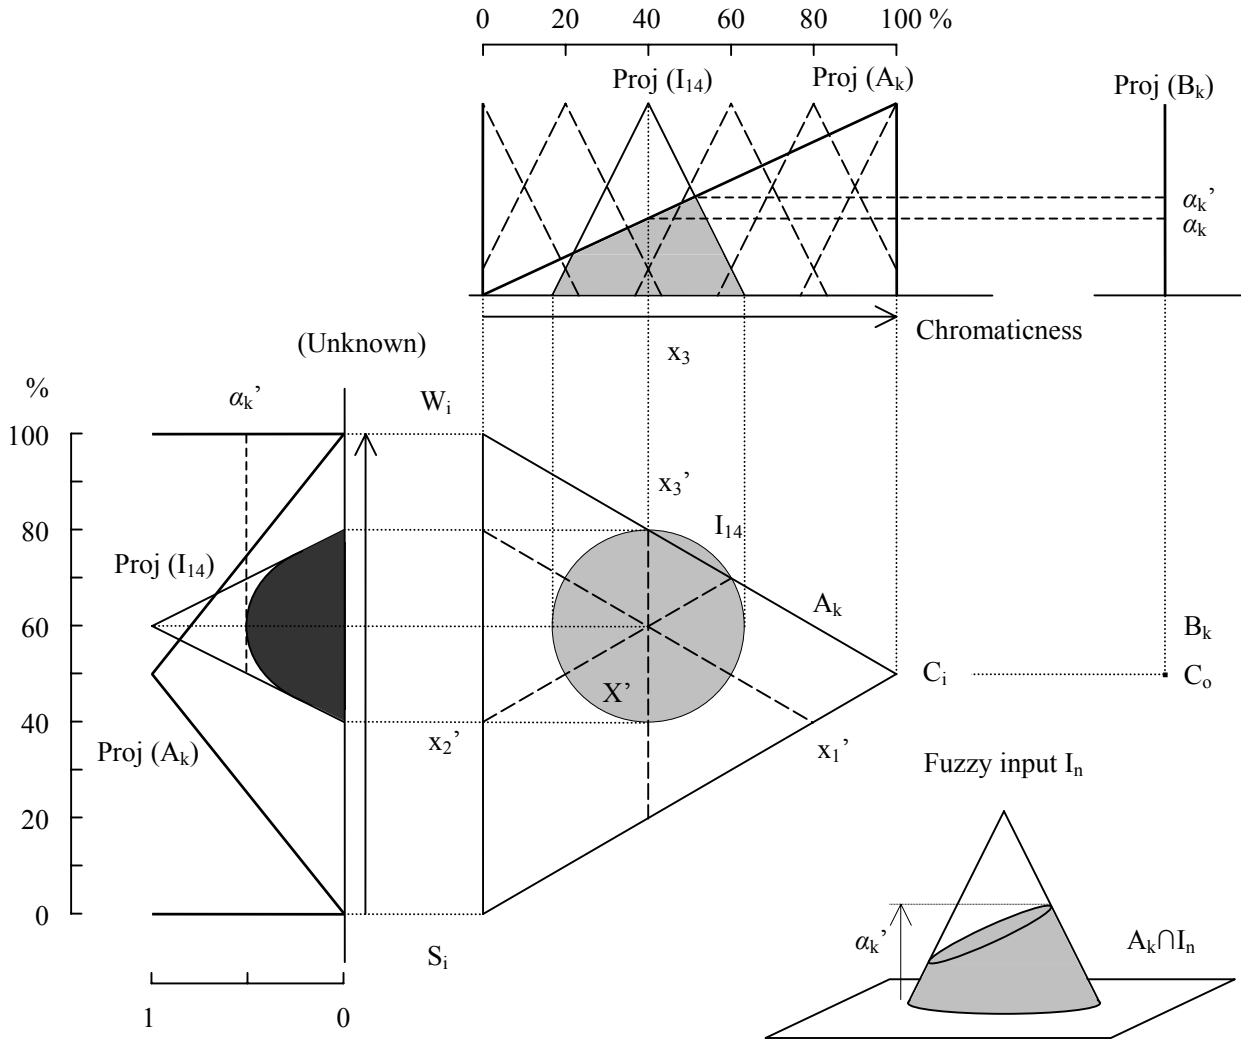 0 20 40 60 80 100 %
Proj (I₁₄) Proj (Aₖ) Proj (Bₖ)
αₖ’
αₖ
Chromaticness
x₃
(Unknown)
%
αₖ’
Wᵢ
100
x₃’
80
I₁₄
Proj (I₁₄)
Aₖ
60
Bₖ
Cᵢ
Cₒ
X’
40
x₂’
x₁’
Proj (Aₖ)
Fuzzy input Iₙ
20
0
αₖ’
Aₖ∩Iₙ
Sᵢ
1 0